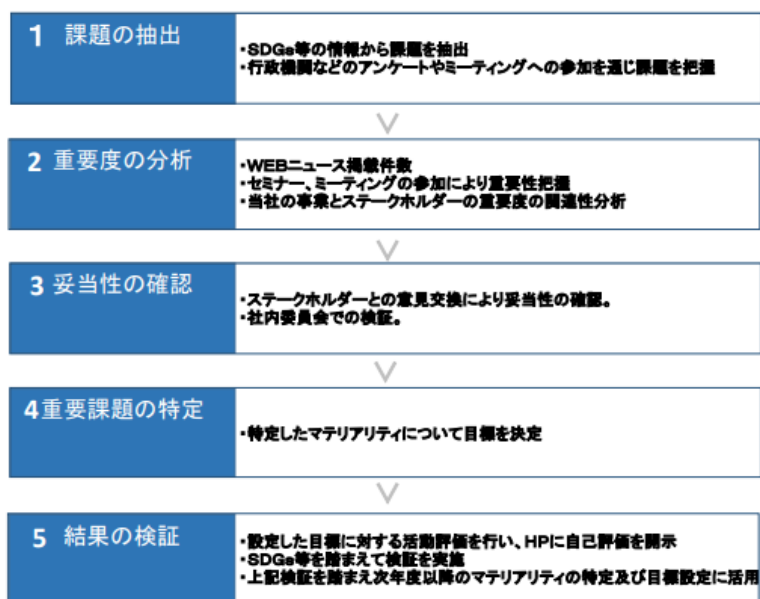 1 課題の抽出
・SDGs等の情報から課題を抽出
・行政機関などのアンケートやミーティングへの参加を通じ課題を把握
2 重要度の分析
・WEBニュース掲載件数
・セミナー、ミーティングの参加により重要性把握
・当社の事業とステークホルダーの重要度の関連性分析
3 妥当性の確認
・ステークホルダーとの意見交換により妥当性の確認。
・社内委員会での検証。
4重要課題の特定
・特定したマテリアリティについて目標を決定
5 結果の検証
・設定した目標に対する活動評価を行い、HPに自己評価を開示
・SDGs等を踏まえて検証を実施
・上記検証を踏まえ次年度以降のマテリアリティの特定及び目標設定に活用